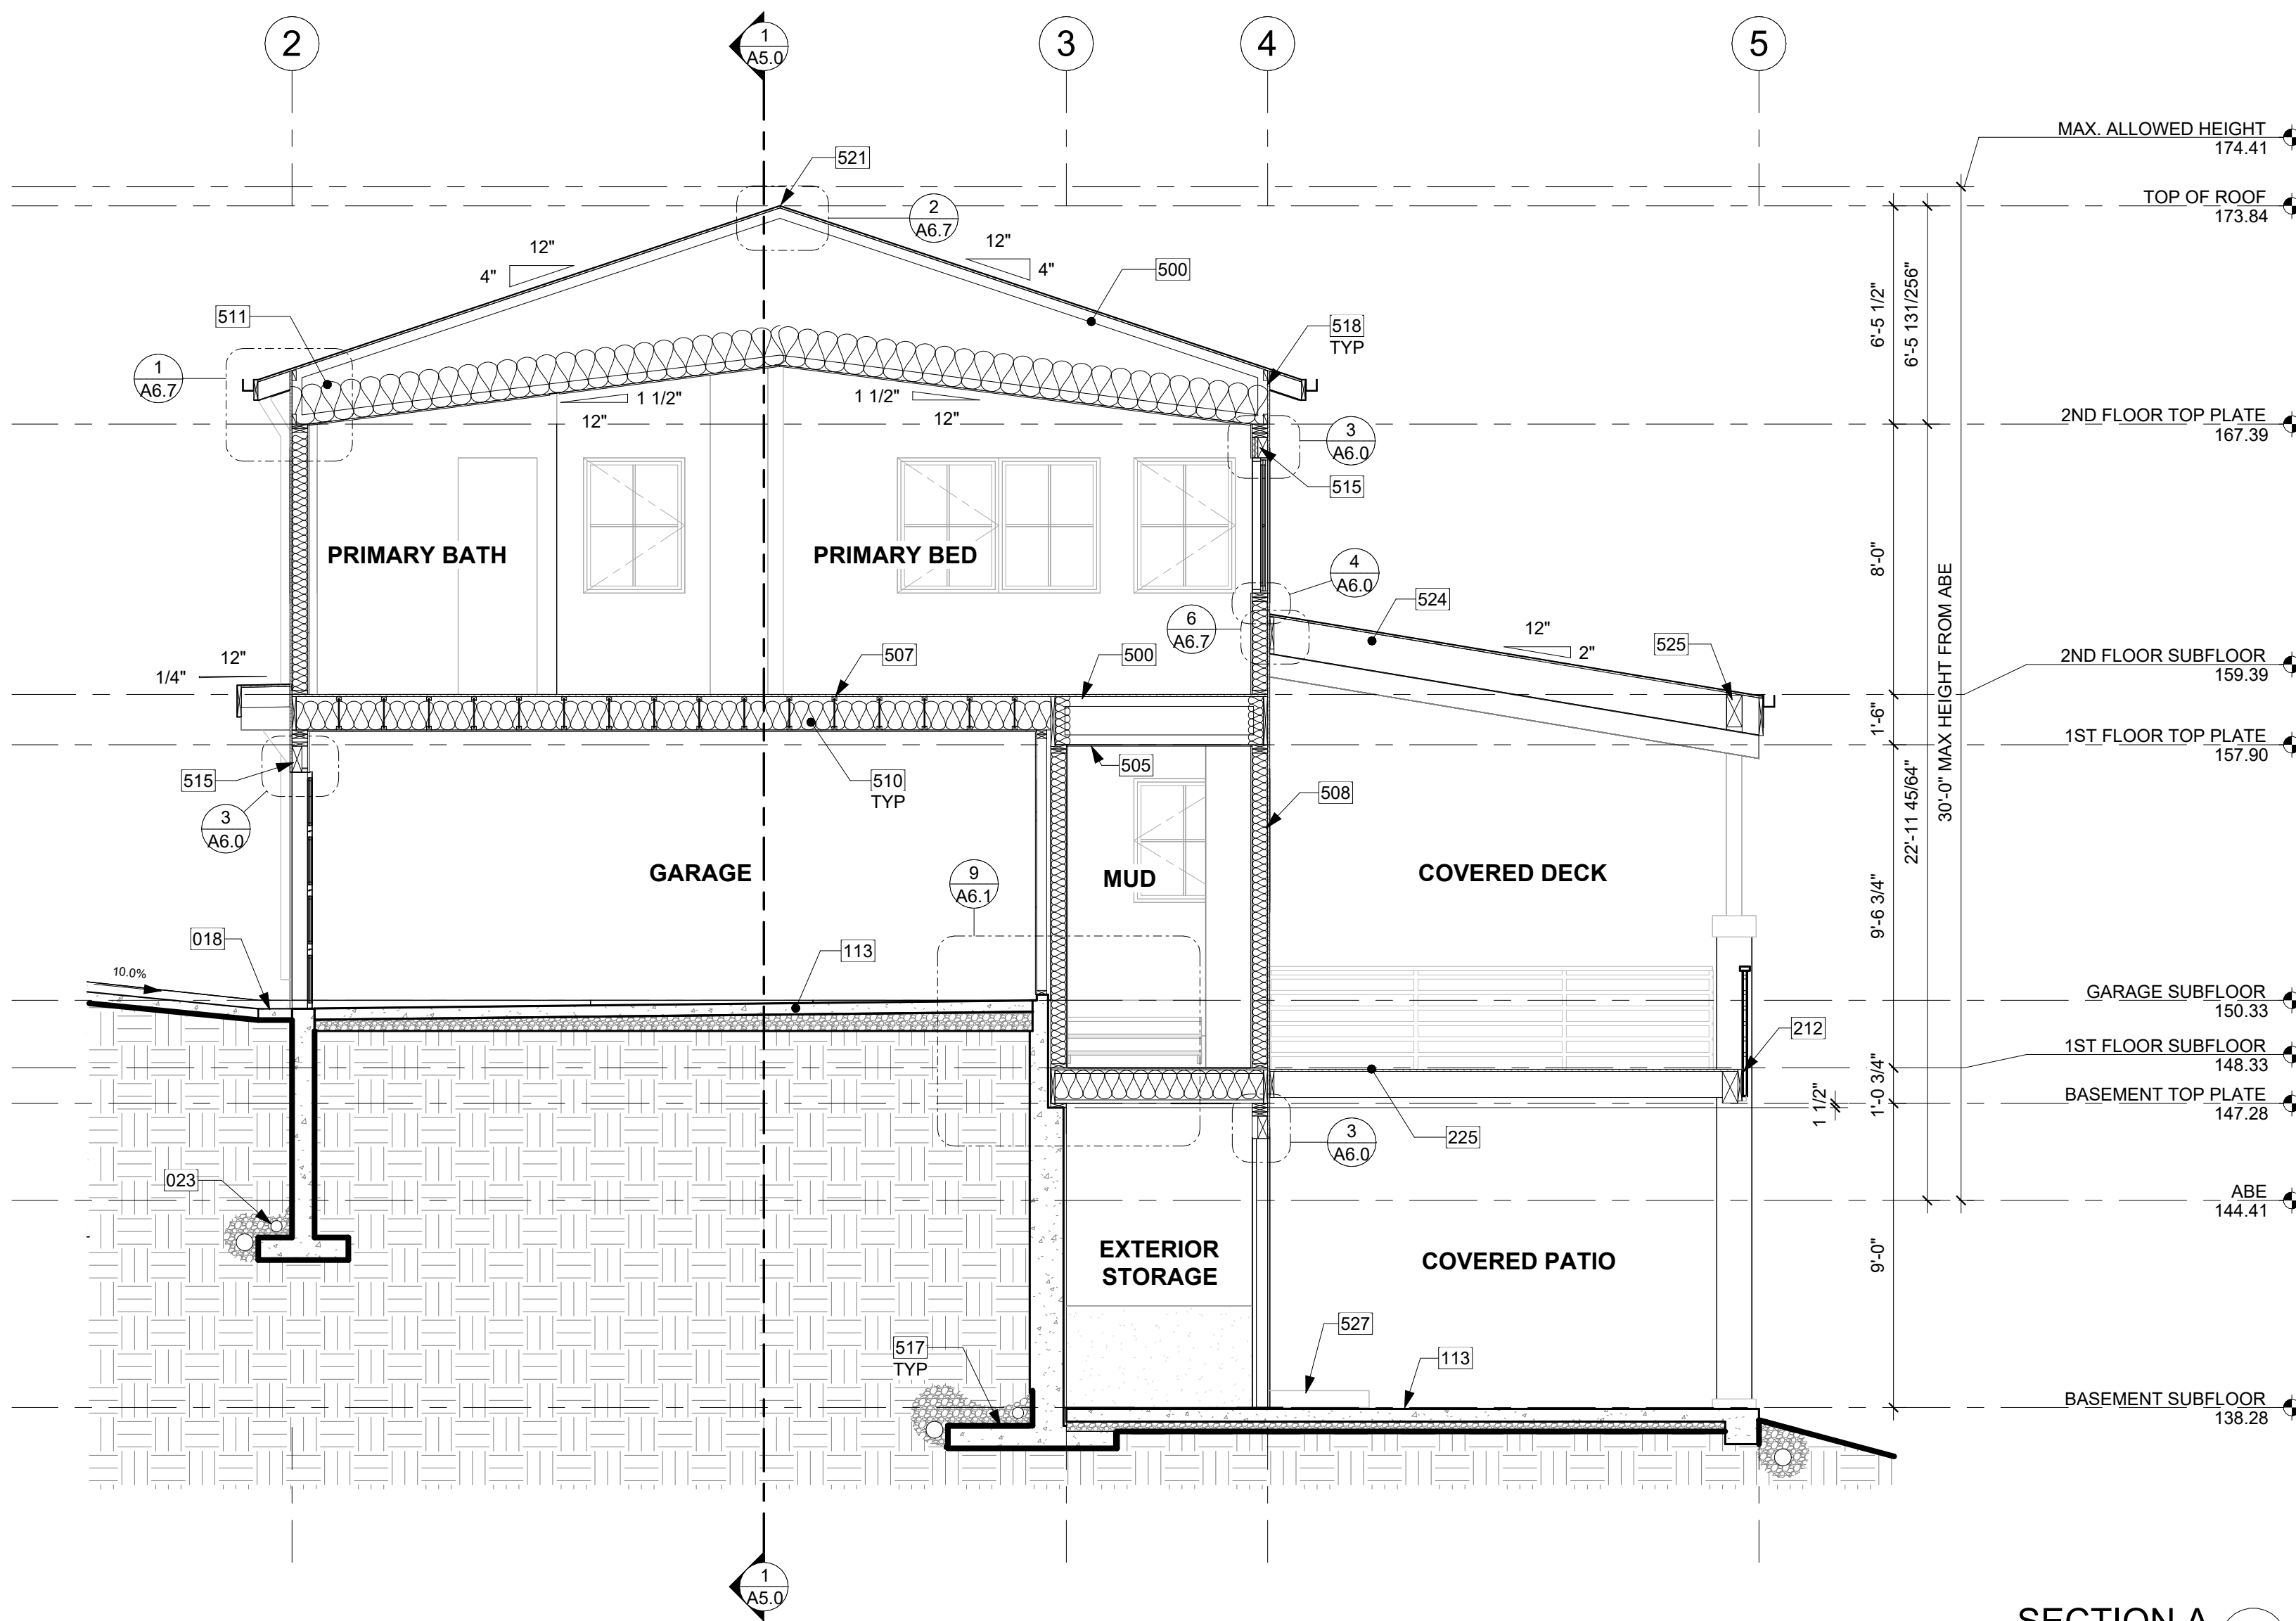 2
1
A5.0
3
4
5
MAX. ALLOWED HEIGHT
174.41
521
2
A6.7
TOP OF ROOF
173.84
12"
4"
12"
4"
500
6'-5 1/2"
6'-5 131/256"
511
518
TYP
1
A6.7
1 1/2"
12"
1 1/2"
12"
2ND FLOOR TOP PLATE
167.39
3
A6.0
515
PRIMARY BATH
PRIMARY BED
8'-0"
30'-0" MAX HEIGHT FROM ABE
4
A6.0
524
6
A6.7
12"
2"
525
12"
1/4"
507
500
2ND FLOOR SUBFLOOR
159.39
1'-6"
1ST FLOOR TOP PLATE
157.90
515
510
TYP
505
508
3
A6.0
22'-11 45/64"
GARAGE
MUD
COVERED DECK
9
A6.1
9'-6 3/4"
018
113
10.0%
GARAGE SUBFLOOR
150.33
212
1ST FLOOR SUBFLOOR
148.33
1'-0 3/4"
1 1/2"
BASEMENT TOP PLATE
147.28
225
3
A6.0
023
ABE
144.41
EXTERIOR
STORAGE
COVERED PATIO
9'-0"
527
517
TYP
113
BASEMENT SUBFLOOR
138.28
1
A5.0
SECTION A